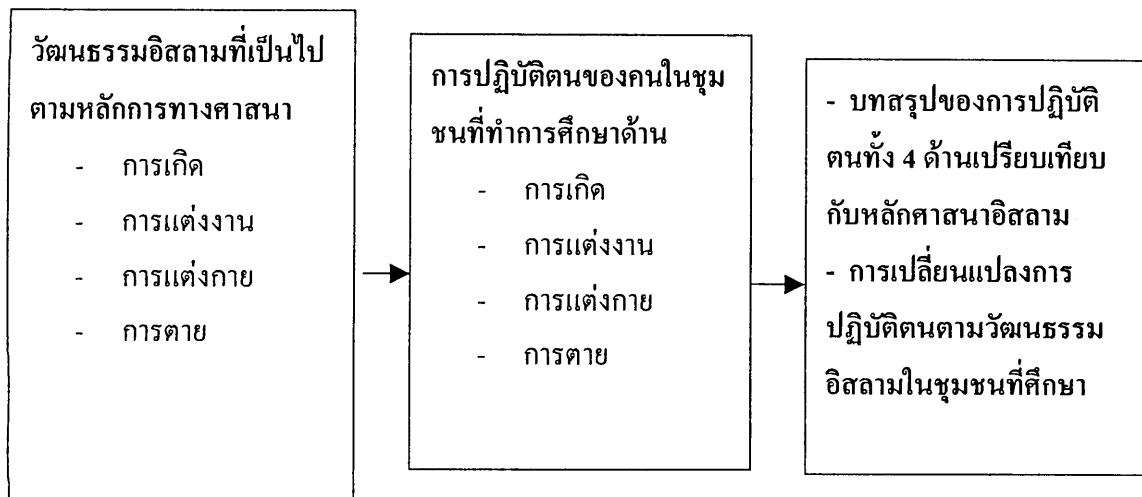 วัฒนธรรมอิสลามที่เป็นไป
ตามหลักการทางศาสนา
- การเกิด
- การแต่งงาน
- การแต่งกาย
- การตาย
การปฏิบัติตนของคนในชุม
ชนที่ทำการศึกษาด้าน
- การเกิด
- การแต่งงาน
- การแต่งกาย
- การตาย
- บทสรุปของการปฏิบัติ
ตนทั้ง 4 ด้านเปรียบเทียบ
กับหลักศาสนาอิสลาม
- การเปลี่ยนแปลงการ
ปฏิบัติตนตามวัฒนธรรม
อิสลามในชุมชนที่ศึกษา